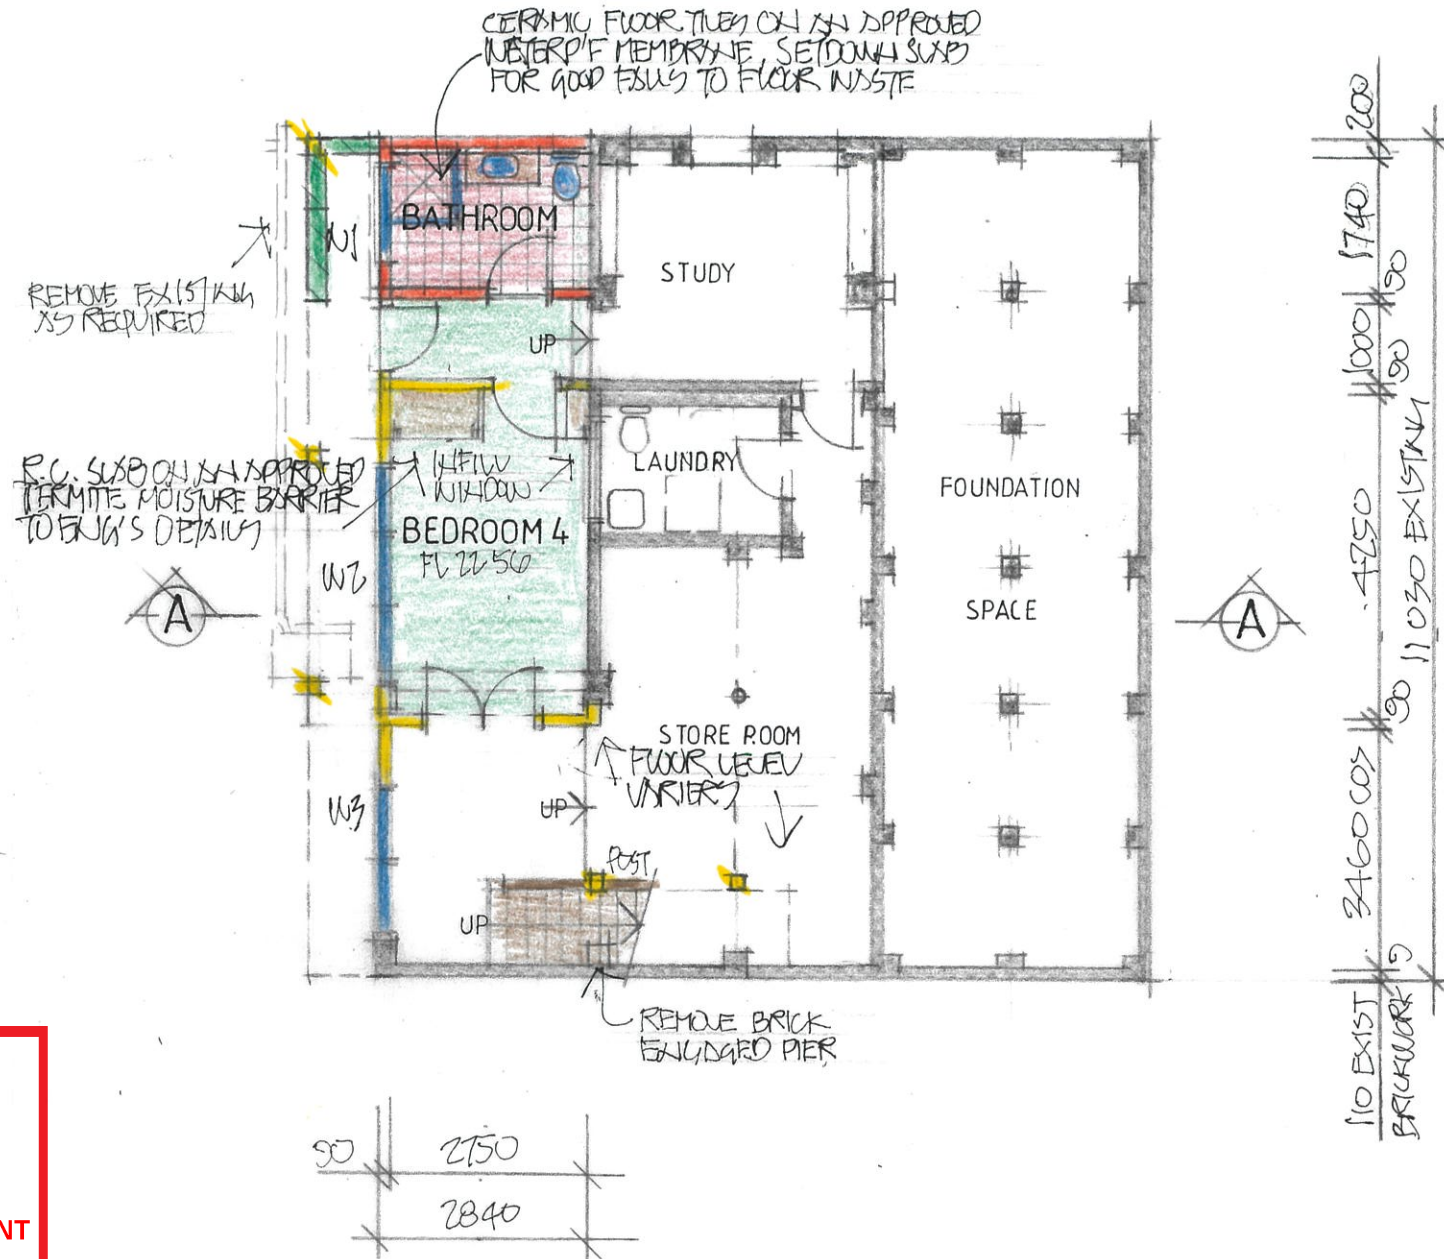 CERAMIC FLOOR TILES ON AN APPROVED
WATERP'F MEMBRANE, SETDOWN SLAB
FOR GOOD FALLS TO FLOOR WASTE
BATHROOM
W1
STUDY
REMOVE EXISTING
AS REQUIRED
UP
R.C. SLAB ON AN APPROVED
TERMITE MOISTURE BARRIER
TO ENG'S DETAILS
INFILL
WINDOW
LAUNDRY
BEDROOM 4
FL 22.56
FOUNDATION
SPACE
W2
A
A
STORE ROOM
FLOOR LEVEL
VARIERS
W3
UP
POST
UP
REMOVE BRICK
ENGAGED PIER
200
1740
90
1000
90
4250
11 030 EXISTING
90
3460 COS
110 EXIST
BRICKWORK
90
2750
2840
NT